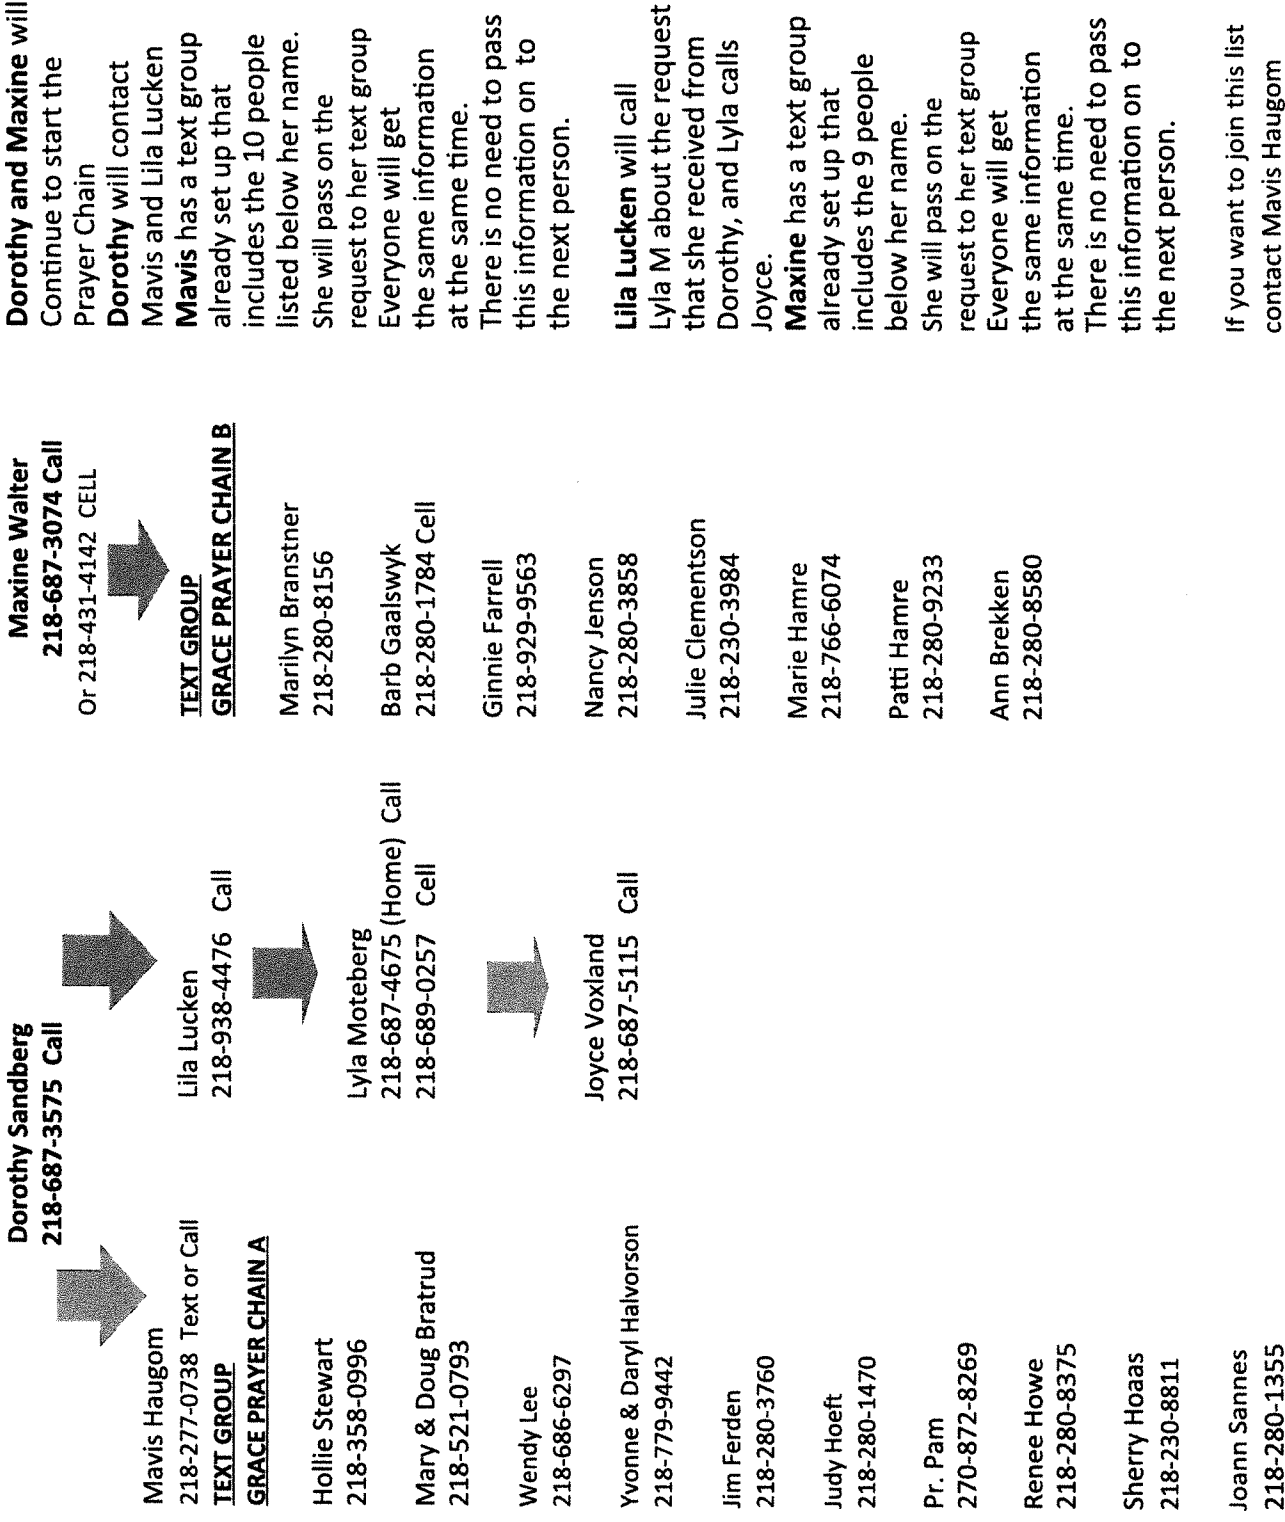 Dorothy Sandberg
218-687-3575 Call
Mavis Haugom
218-277-0738 Text or Call
TEXT GROUP
GRACE PRAYER CHAIN A
Hollie Stewart
218-358-0996
Mary & Doug Bratrud
218-521-0793
Wendy Lee
218-686-6297
Yvonne & Daryl Halvorson
218-779-9442
Jim Ferden
218-280-3760
Judy Hoeft
218-280-1470
Pr. Pam
270-872-8269
Renee Howe
218-280-8375
Sherry Hoaas
218-230-8811
Joann Sannes
218-280-1355
Lila Lucken
218-938-4476 Call
Lyla Moteberg
218-687-4675 (Home) Call
218-689-0257 Cell
Joyce Voxland
218-687-5115 Call
Maxine Walter
218-687-3074 Call
Or 218-431-4142 CELL
TEXT GROUP
GRACE PRAYER CHAIN B
Marilyn Branstner
218-280-8156
Barb Gaalswyk
218-280-1784 Cell
Ginnie Farrell
218-929-9563
Nancy Jenson
218-280-3858
Julie Clementson
218-230-3984
Marie Hamre
218-766-6074
Patti Hamre
218-280-9233
Ann Brekken
218-280-8580
Dorothy and Maxine will
Continue to start the
Prayer Chain
Dorothy will contact
Mavis and Lila Lucken
Mavis has a text group
already set up that
includes the 10 people
listed below her name.
She will pass on the
request to her text group
Everyone will get
the same information
at the same time.
There is no need to pass
this information on to
the next person.
Lila Lucken will call
Lyla M about the request
that she received from
Dorothy, and Lyla calls
Joyce.
Maxine has a text group
already set up that
includes the 9 people
below her name.
She will pass on the
request to her text group
Everyone will get
the same information
at the same time.
There is no need to pass
this information on to
the next person.
If you want to join this list
contact Mavis Haugom